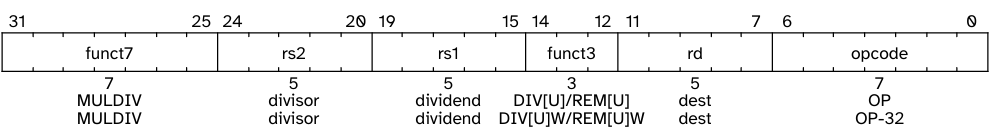 31 25 24 20 19 15 14 12 11 7 6 0
funct7 rs2 rs1 funct3 rd opcode
7 5 5 3 5 7
MULDIV divisor dividend DIV[U]/REM[U] dest OP
MULDIV divisor dividend DIV[U]W/REM[U]W dest OP-32